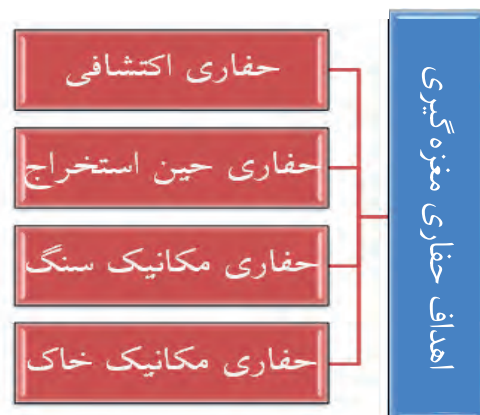 اهداف حفاری مغزه گیری
حفاری اکتشافی
حفاری حین استخراج
حفاری مکانیک سنگ
حفاری مکانیک خاک